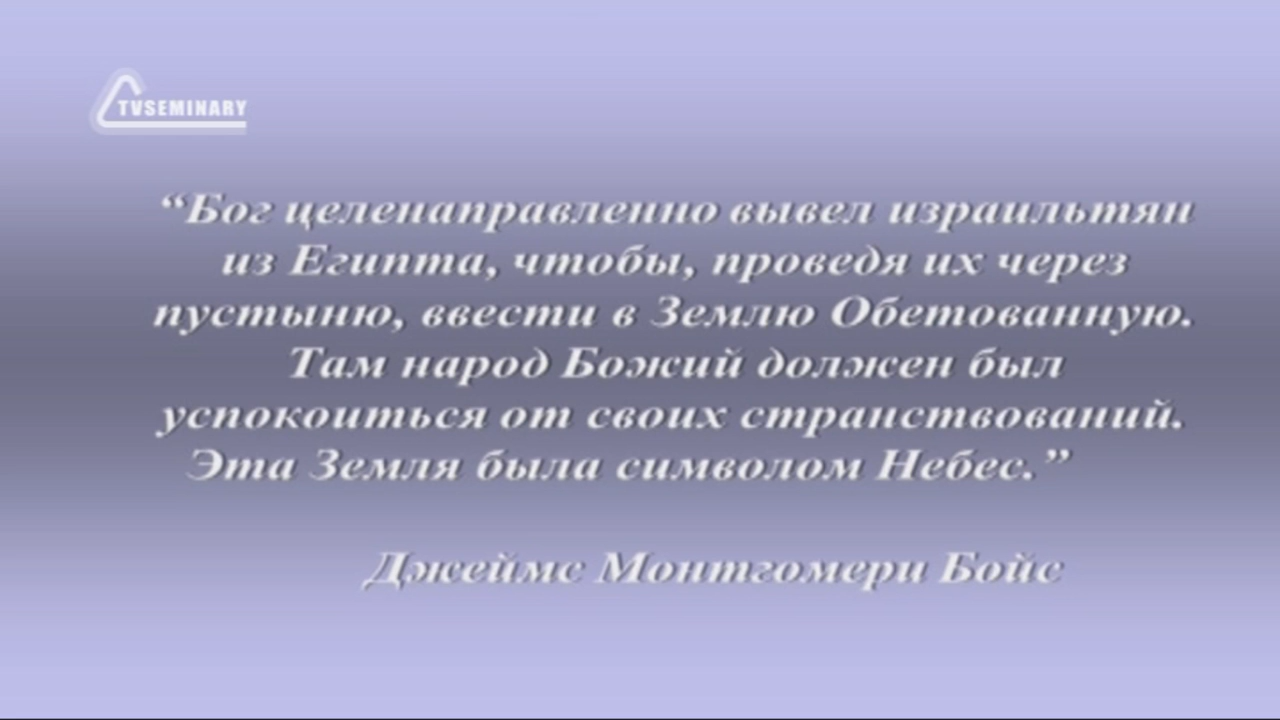 TVSEMINARY
“Бог целенаправленно вывел израильтян
из Египта, чтобы, проведя их через
пустыню, ввести в Землю Обетованную.
Там народ Божий должен был
успокоиться от своих странствований.
Эта Земля была символом Небес.”
Джеймс Монтгомери Бойс